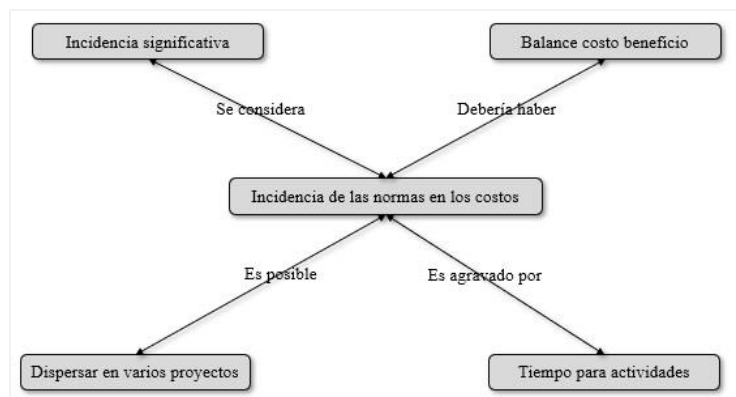 Incidencia significativa
Balance costo beneficio
Se considera
Debería haber
Incidencia de las normas en los costos
Es posible
Es agravado por
Dispersar en varios proyectos
Tiempo para actividades